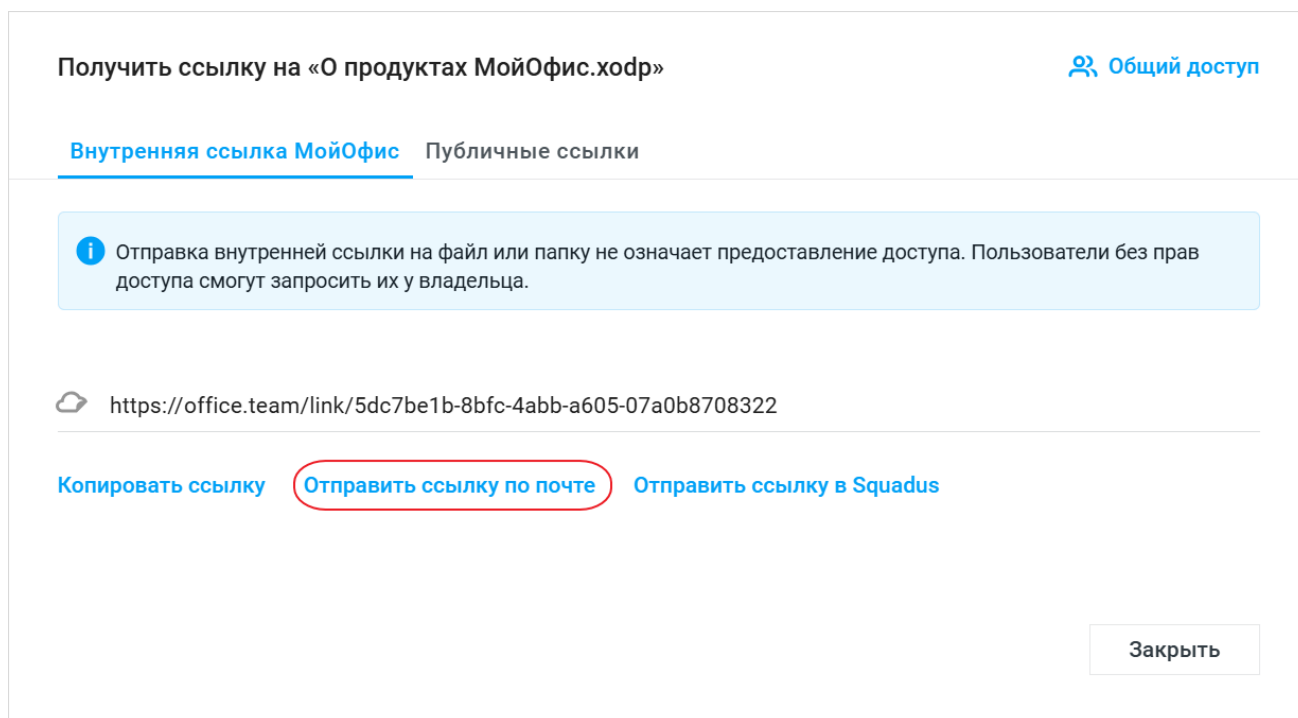 Получить ссылку на «О продуктах МойОфис.xodp»
Общий доступ
Внутренняя ссылка МойОфис
Публичные ссылки
Отправка внутренней ссылки на файл или папку не означает предоставление доступа. Пользователи без прав
доступа смогут запросить их у владельца.
https://office.team/link/5dc7be1b-8bfc-4abb-a605-07a0b8708322
Копировать ссылку
Отправить ссылку по почте
Отправить ссылку в Squadus
Закрыть